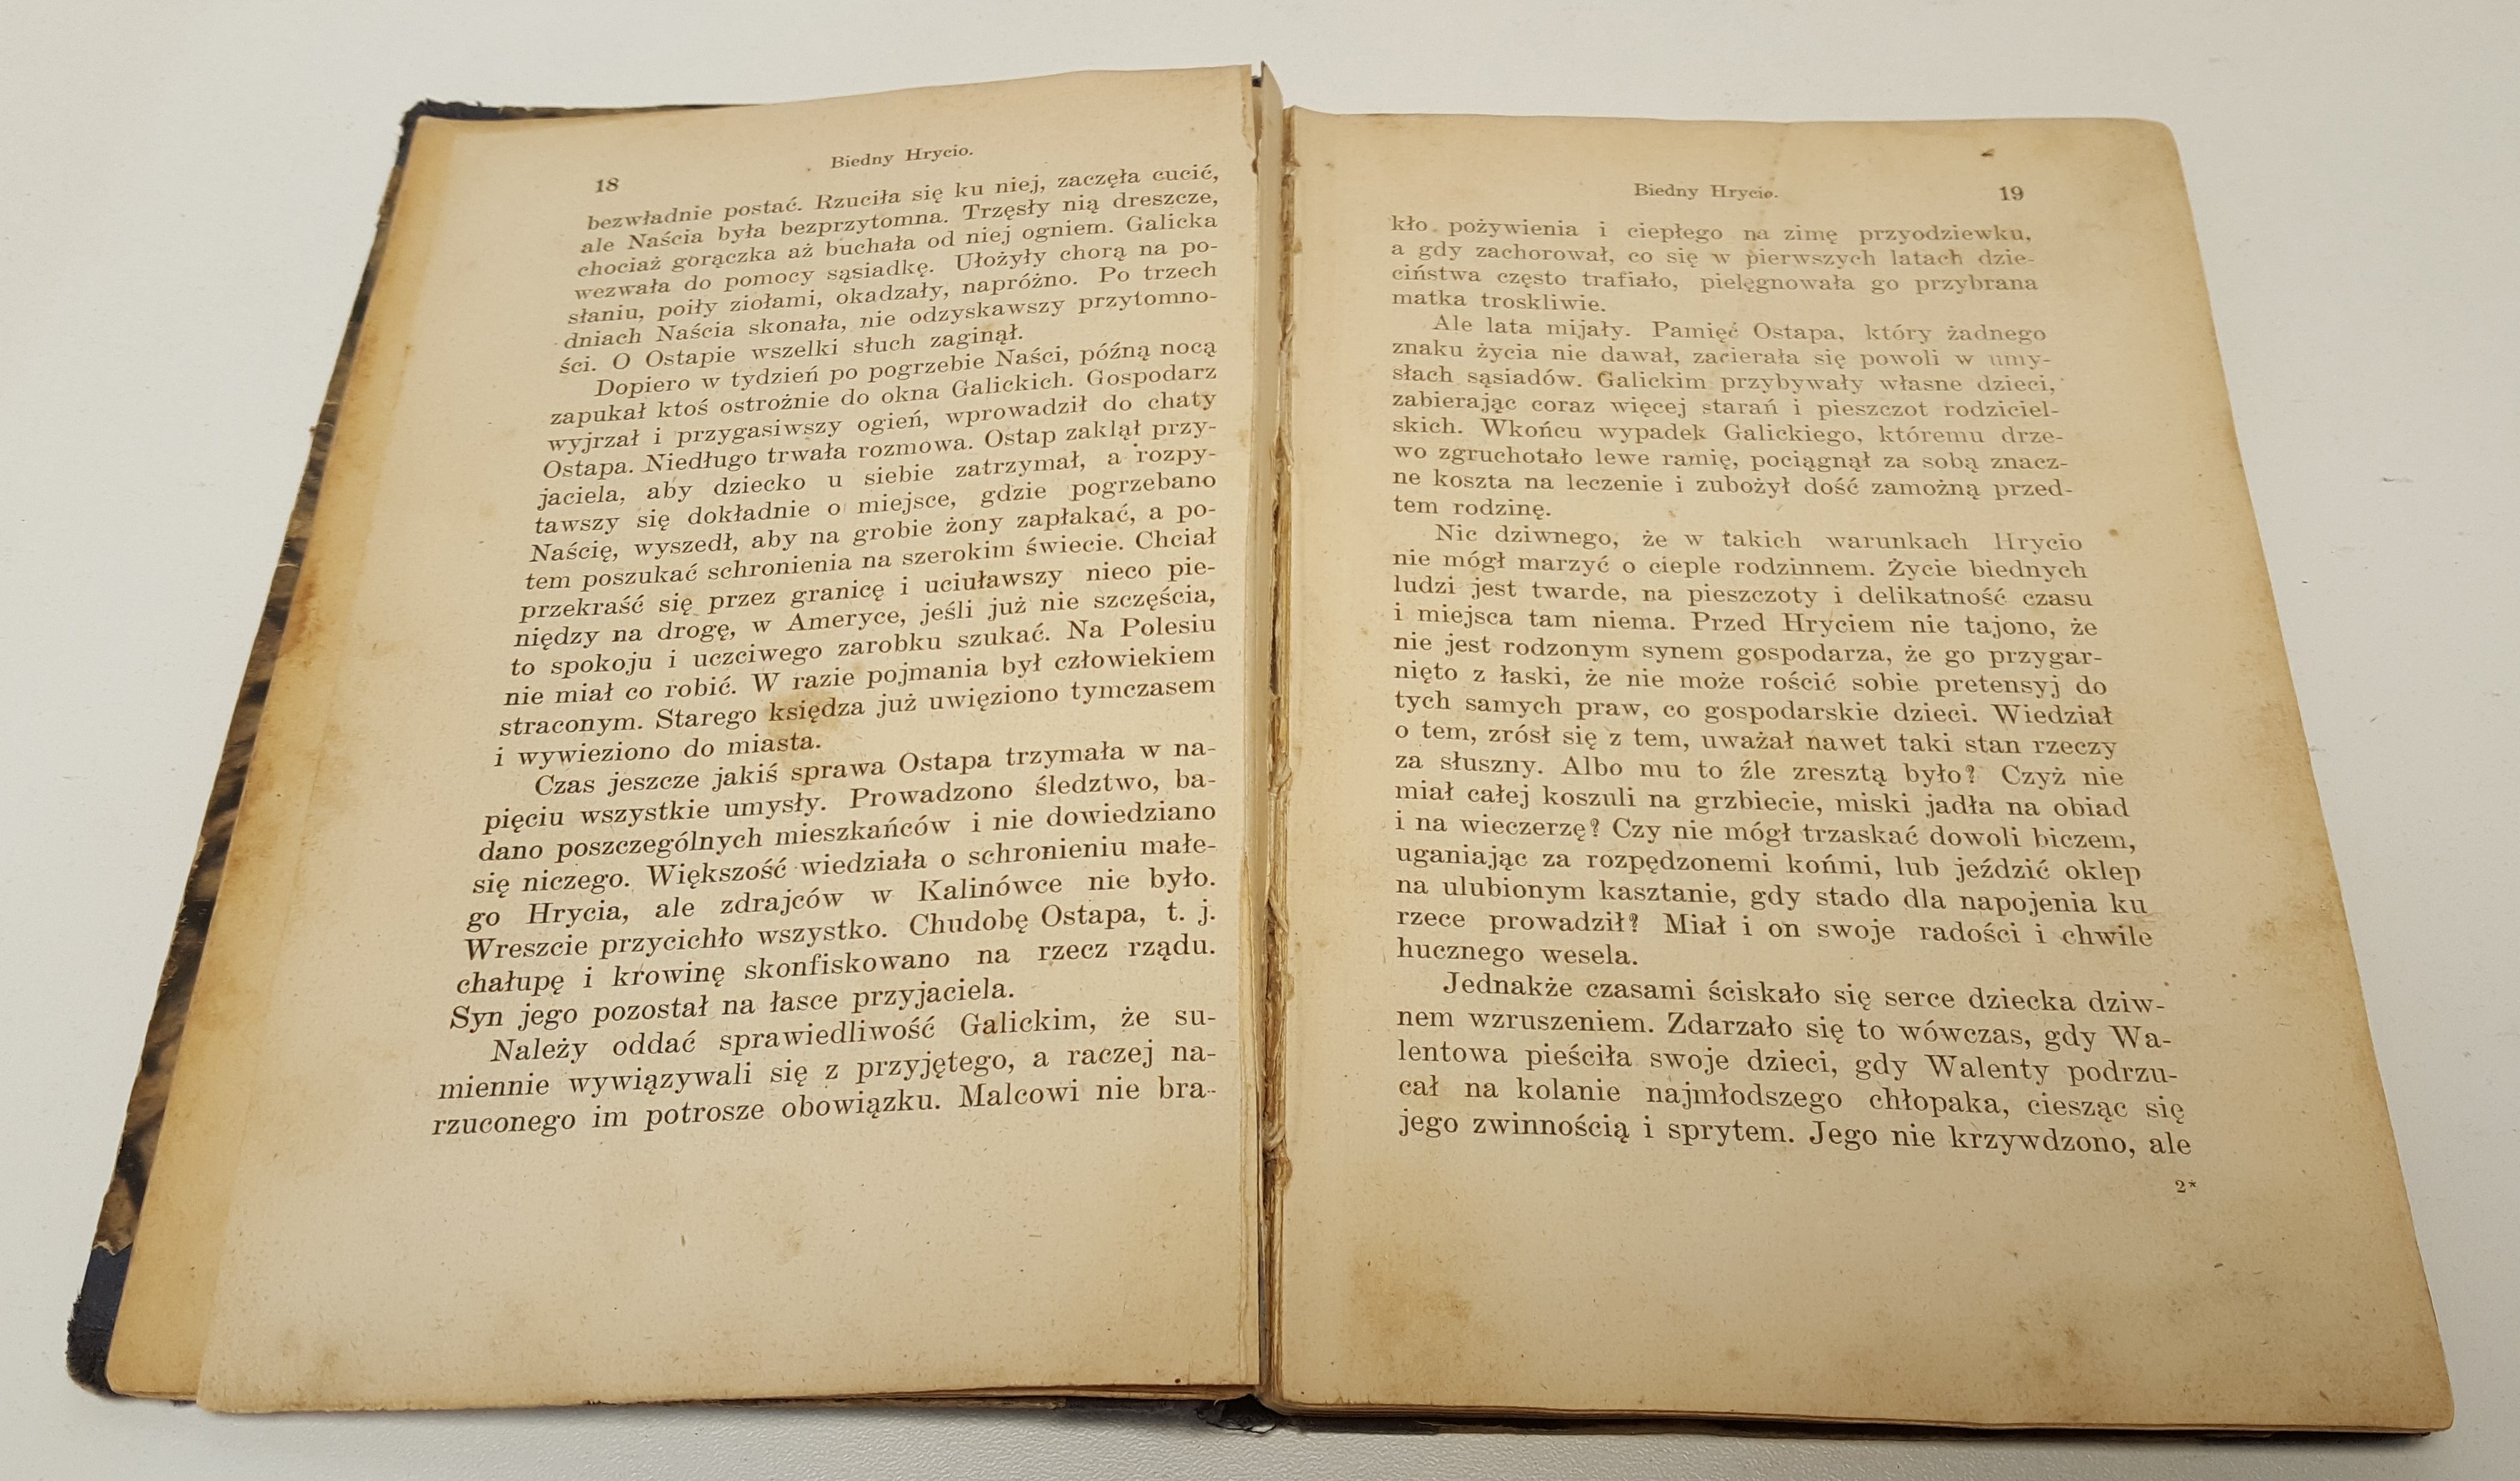 Biedny Hrycio.
18
bezwładnie postać. Rzuciła się ku niej, zaczęła cucić,
ale Naścia była bezprzytomna. Trzęsły nią dreszcze,
chociaż gorączka aż buchała od niej ogniem. Galicka
wezwała do pomocy sąsiadkę. Ułożyły chorą na po-
słaniu, poiły ziołami, okadzały, napróżno. Po trzech
dniach Naścia skonała, nie odzyskawszy przytomno-
ści. O Ostapie wszelki słuch zaginął.
Dopiero w tydzień po pogrzebie Naści, późną nocą
zapukał ktoś ostrożnie do okna Galickich. Gospodarz
wyjrzał i przygasiwszy ogień, wprowadził do chaty
Ostapa. Niedługo trwała rozmowa. Ostap zaklął przy-
jaciela, aby dziecko u siebie zatrzymał, a rozpy-
tawszy się dokładnie o miejsce, gdzie pogrzebano
Naścię, wyszedł, aby na grobie żony zapłakać, a po-
tem poszukać schronienia na szerokim świecie. Chciał
przekraść się przez granicę i uciuławszy nieco pie-
niędzy na drogę, w Ameryce, jeśli już nie szczęścia,
to spokoju i uczciwego zarobku szukać. Na Polesiu
nie miał co robić. W razie pojmania był człowiekiem
straconym. Starego księdza już uwięziono tymczasem
i wywieziono do miasta.
Czas jeszcze jakiś sprawa Ostapa trzymała w na-
pięciu wszystkie umysły. Prowadzono śledztwo, ba-
dano poszczególnych mieszkańców i nie dowiedziano
się niczego. Większość wiedziała o schronieniu małe-
go Hrycia, ale zdrajców w Kalinówce nie było.
Wreszcie przycichło wszystko. Chudobę Ostapa, t. j.
chałupę i krowinę skonfiskowano na rzecz rządu.
Syn jego pozostał na łasce przyjaciela.
Należy oddać sprawiedliwość Galickim, że su-
miennie wywiązywali się z przyjętego, a raczej na-
rzuconego im potrosze obowiązku. Malcowi nie bra-
Biedny Hrycio.
19
kło pożywienia i ciepłego na zimę przyodziewku,
a gdy zachorował, co się w pierwszych latach dzie-
ciństwa często trafiało, pielęgnowała go przybrana
matka troskliwie.
Ale lata mijały. Pamięć Ostapa, który żadnego
znaku życia nie dawał, zacierała się powoli w umy-
słach sąsiadów. Galickim przybywały własne dzieci,
zabierając coraz więcej starań i pieszczot rodziciel-
skich. Wkońcu wypadek Galickiego, któremu drze-
wo zgruchotało lewe ramię, pociągnął za sobą znacz-
ne koszta na leczenie i zubożył dość zamożną przed-
tem rodzinę.
Nic dziwnego, że w takich warunkach Hrycio
nie mógł marzyć o cieple rodzinnem. Życie biednych
ludzi jest twarde, na pieszczoty i delikatność czasu
i miejsca tam niema. Przed Hryciem nie tajono, że
nie jest rodzonym synem gospodarza, że go przygar-
nięto z łaski, że nie może rościć sobie pretensyj do
tych samych praw, co gospodarskie dzieci. Wiedział
o tem, zrósł się z tem, uważał nawet taki stan rzeczy
za słuszny. Albo mu to źle zresztą było? Czyż nie
miał całej koszuli na grzbiecie, miski jadła na obiad
i na wieczerzę? Czy nie mógł trzaskać dowoli biczem,
uganiając za rozpędzonemi końmi, lub jeździć oklep
na ulubionym kasztanie, gdy stado dla napojenia ku
rzece prowadził? Miał i on swoje radości i chwile
hucznego wesela.
Jednakże czasami ściskało się serce dziecka dziw-
nem wzruszeniem. Zdarzało się to wówczas, gdy Wa-
lentowa pieściła swoje dzieci, gdy Walenty podrzu-
cał na kolanie najmłodszego chłopaka, ciesząc się
jego zwinnością i sprytem. Jego nie krzywdzono, ale
2*